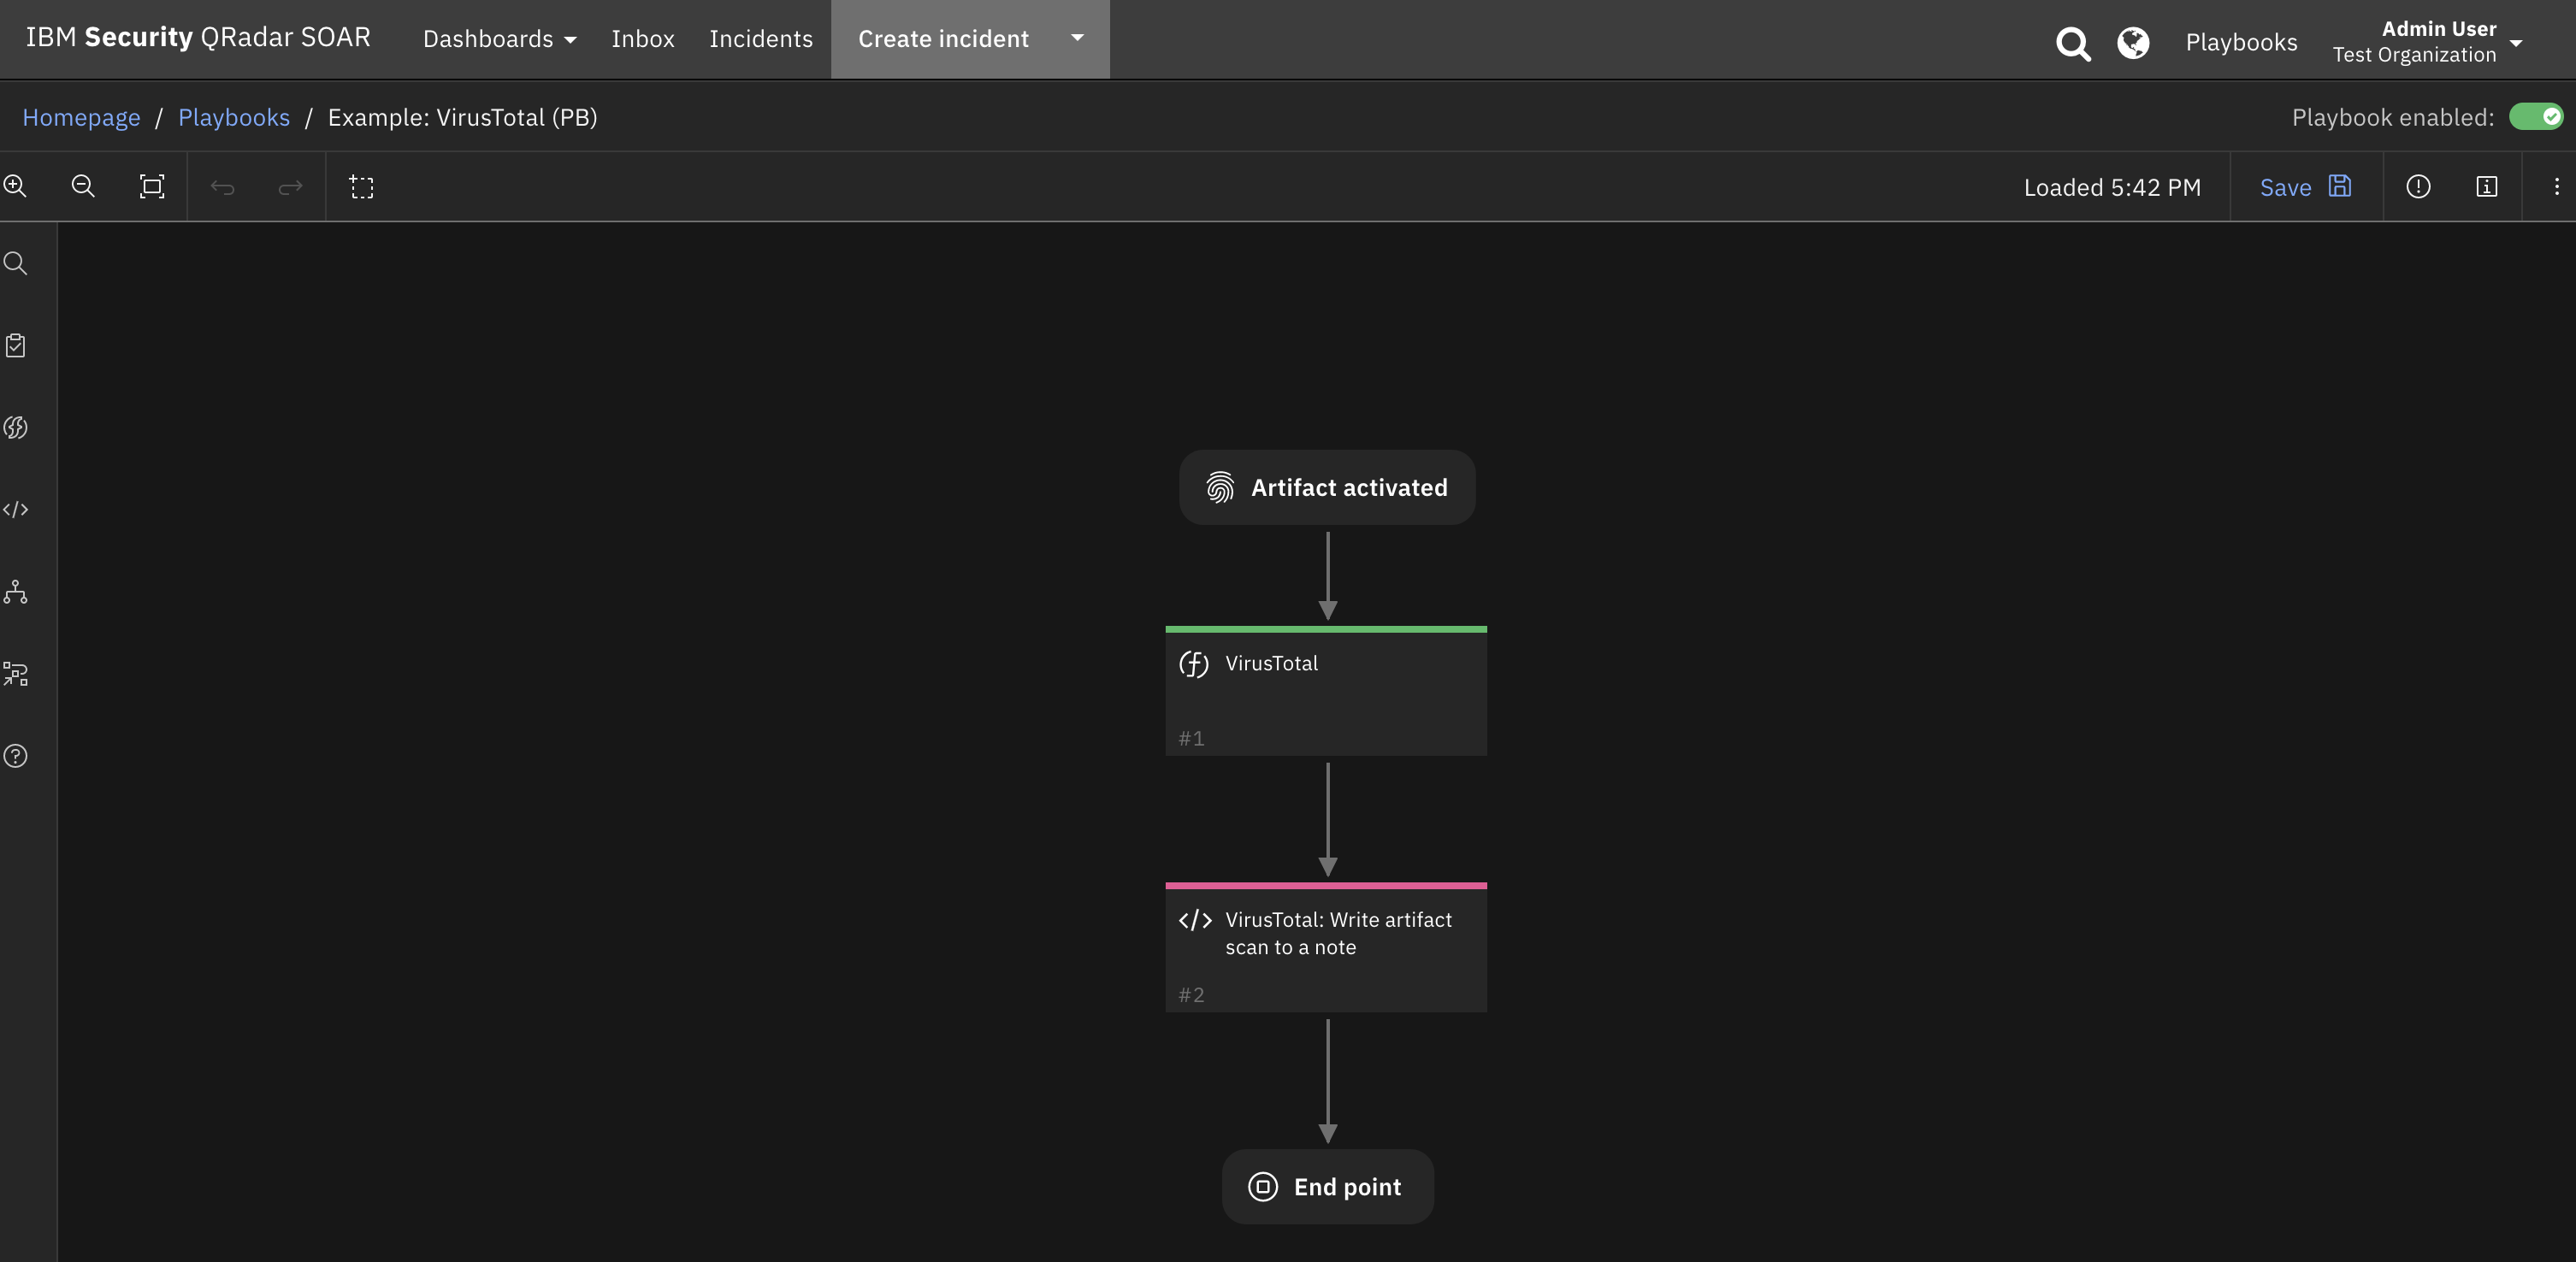 IBM Security QRadar SOAR
Dashboards
Inbox
Incidents
Create incident
Playbooks
Admin User
Test Organization
Homepage / Playbooks / Example: VirusTotal (PB)
Playbook enabled:
Loaded 5:42 PM
Save
Artifact activated
VirusTotal
#1
VirusTotal: Write artifact
scan to a note
#2
End point